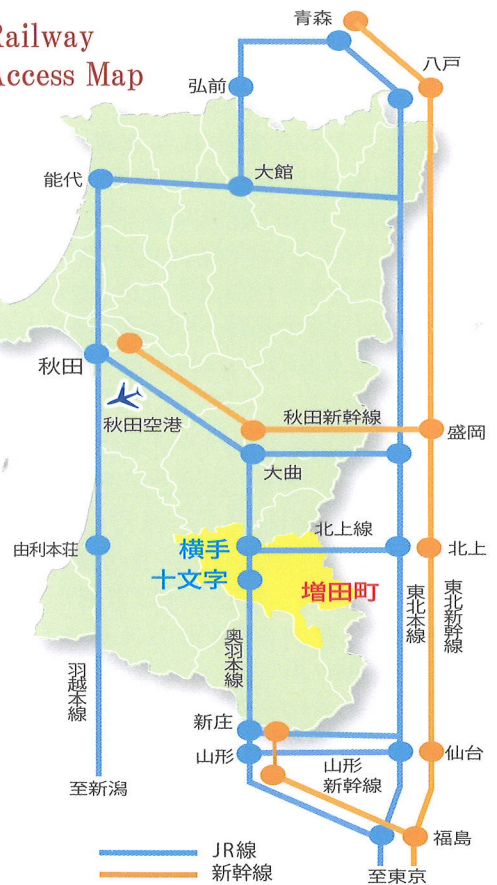 Railway
Access Map
青森
八戸
弘前
大館
能代
秋田
秋田空港
秋田新幹線
盛岡
大曲
北上線
横手
北上
十文字
由利本荘
増田町
東北本線
東北新幹線
奥羽本線
羽越本線
新庄
山形
山形
新幹線
仙台
至新潟
福島
JR線
新幹線
至東京